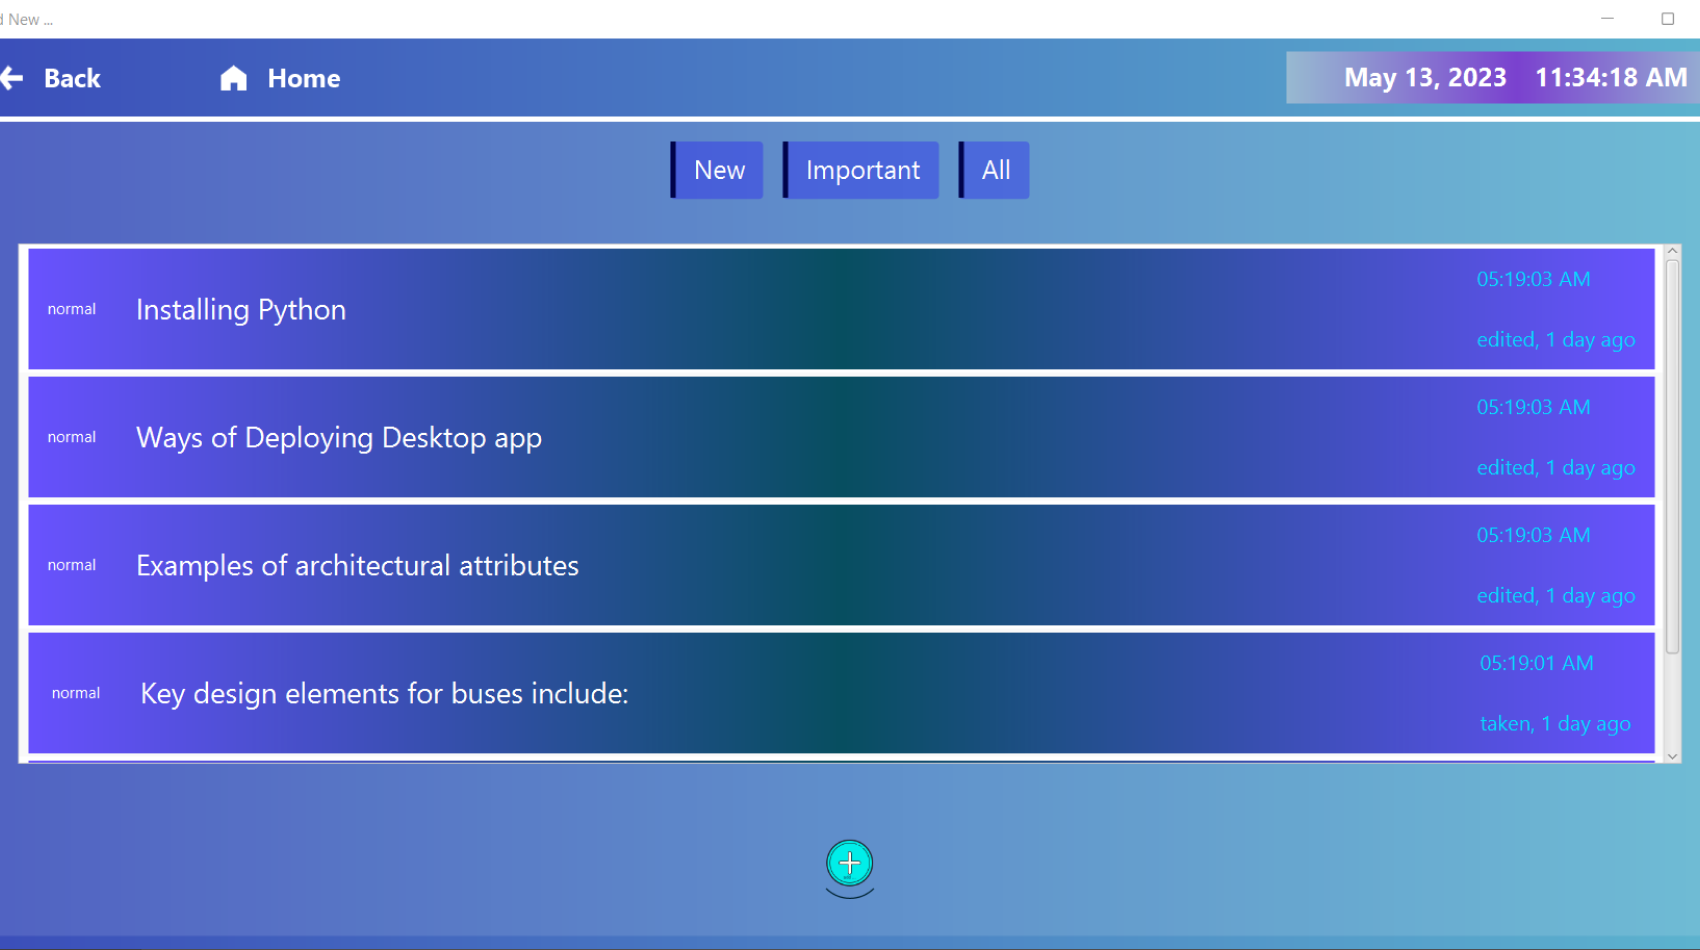 d New ...
Back Home May 13, 2023 11:34:18 AM
New Important All
normal Installing Python 05:19:03 AM
edited, 1 day ago
normal Ways of Deploying Desktop app 05:19:03 AM
edited, 1 day ago
normal Examples of architectural attributes 05:19:03 AM
edited, 1 day ago
normal Key design elements for buses include: 05:19:01 AM
taken, 1 day ago